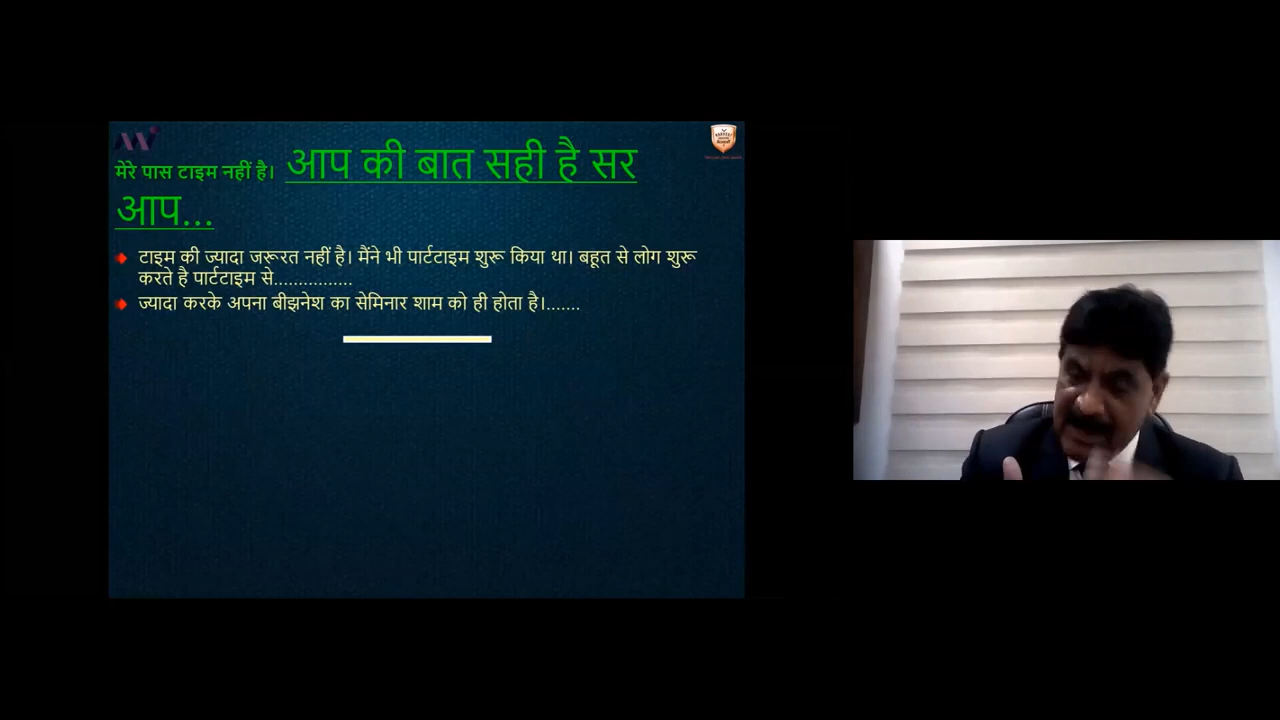 मेरे पास टाइम नहीं है। आप की बात सही है सर
आप...
टाइम की ज्यादा जरूरत नहीं है। मैंने भी पार्टटाइम शुरू किया था। बहूत से लोग शुरू
करते है पार्टटाइम से................
ज्यादा करके अपना बीझनेश का सेमिनार शाम को ही होता है।.......